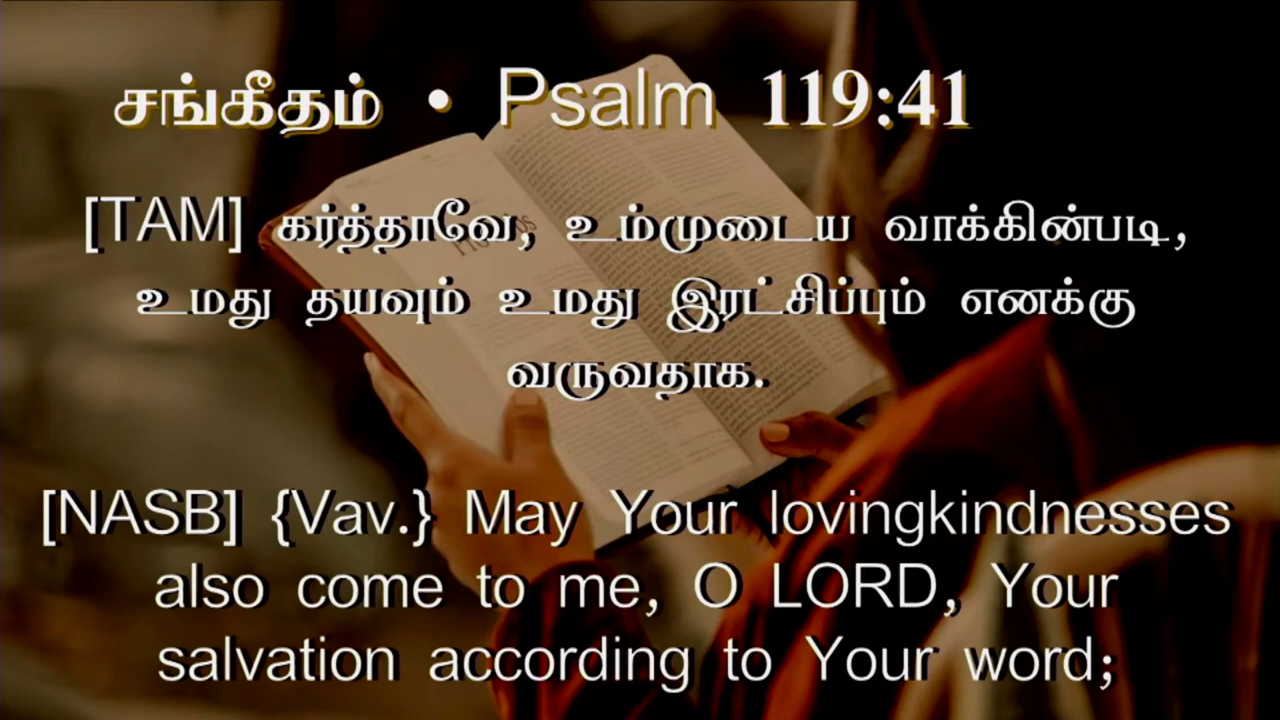 சங்கீதம் • Psalm 119:41
[TAM] கர்த்தாவே, உம்முடைய வாக்கின்படி,
உமது தயவும் உமது இரட்சிப்பும் எனக்கு
வருவதாக.
[NASB] {Vav.} May Your lovingkindnesses
also come to me, O LORD, Your
salvation according to Your word;